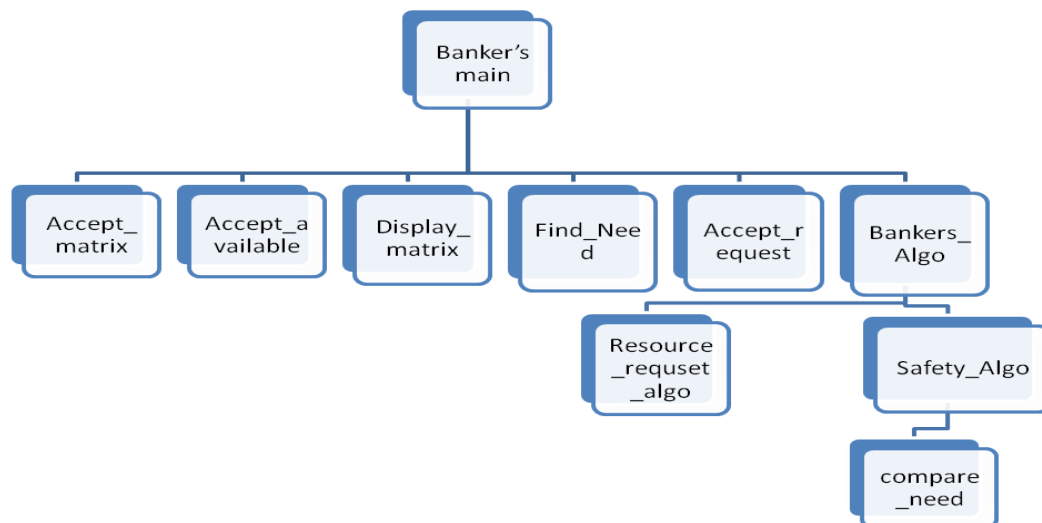 Banker's
main
Accept_
matrix
Accept_a
vailable
Display_
matrix
Find_Nee
d
Accept_r
equest
Bankers_
Algo
Resource
_requset
_algo
Safety_Algo
compare
_need